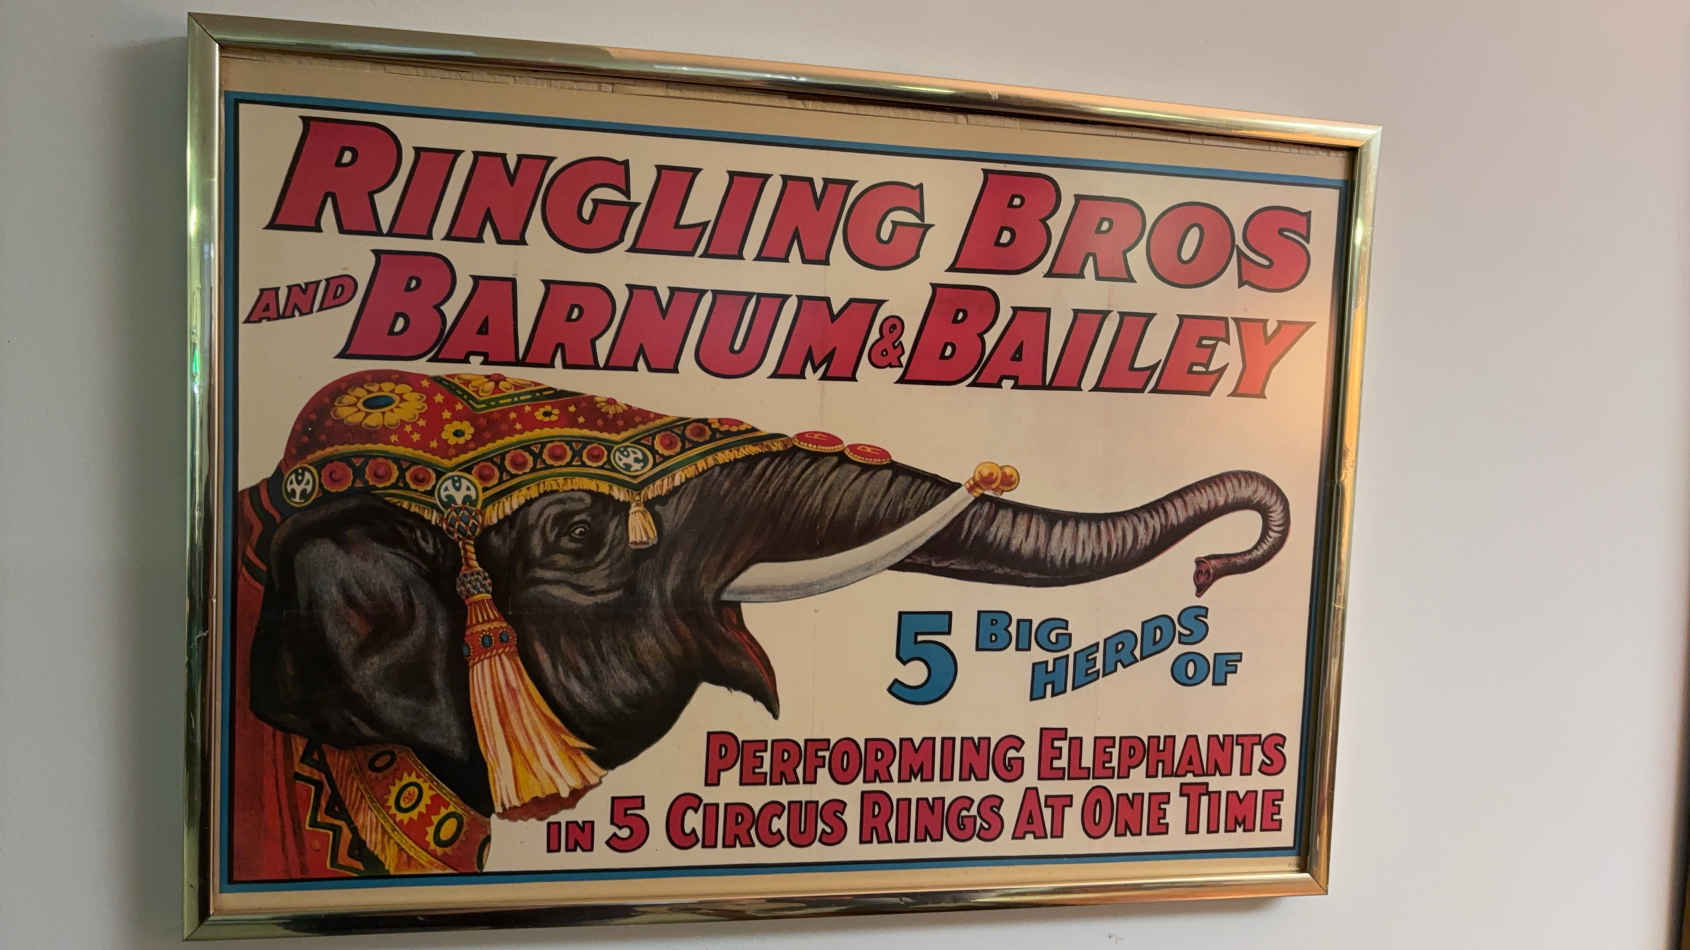 RINGLING BROS
AND BARNUM & BAILEY
5 BIG HERDS OF
PERFORMING ELEPHANTS
IN 5 CIRCUS RINGS AT ONE TIME